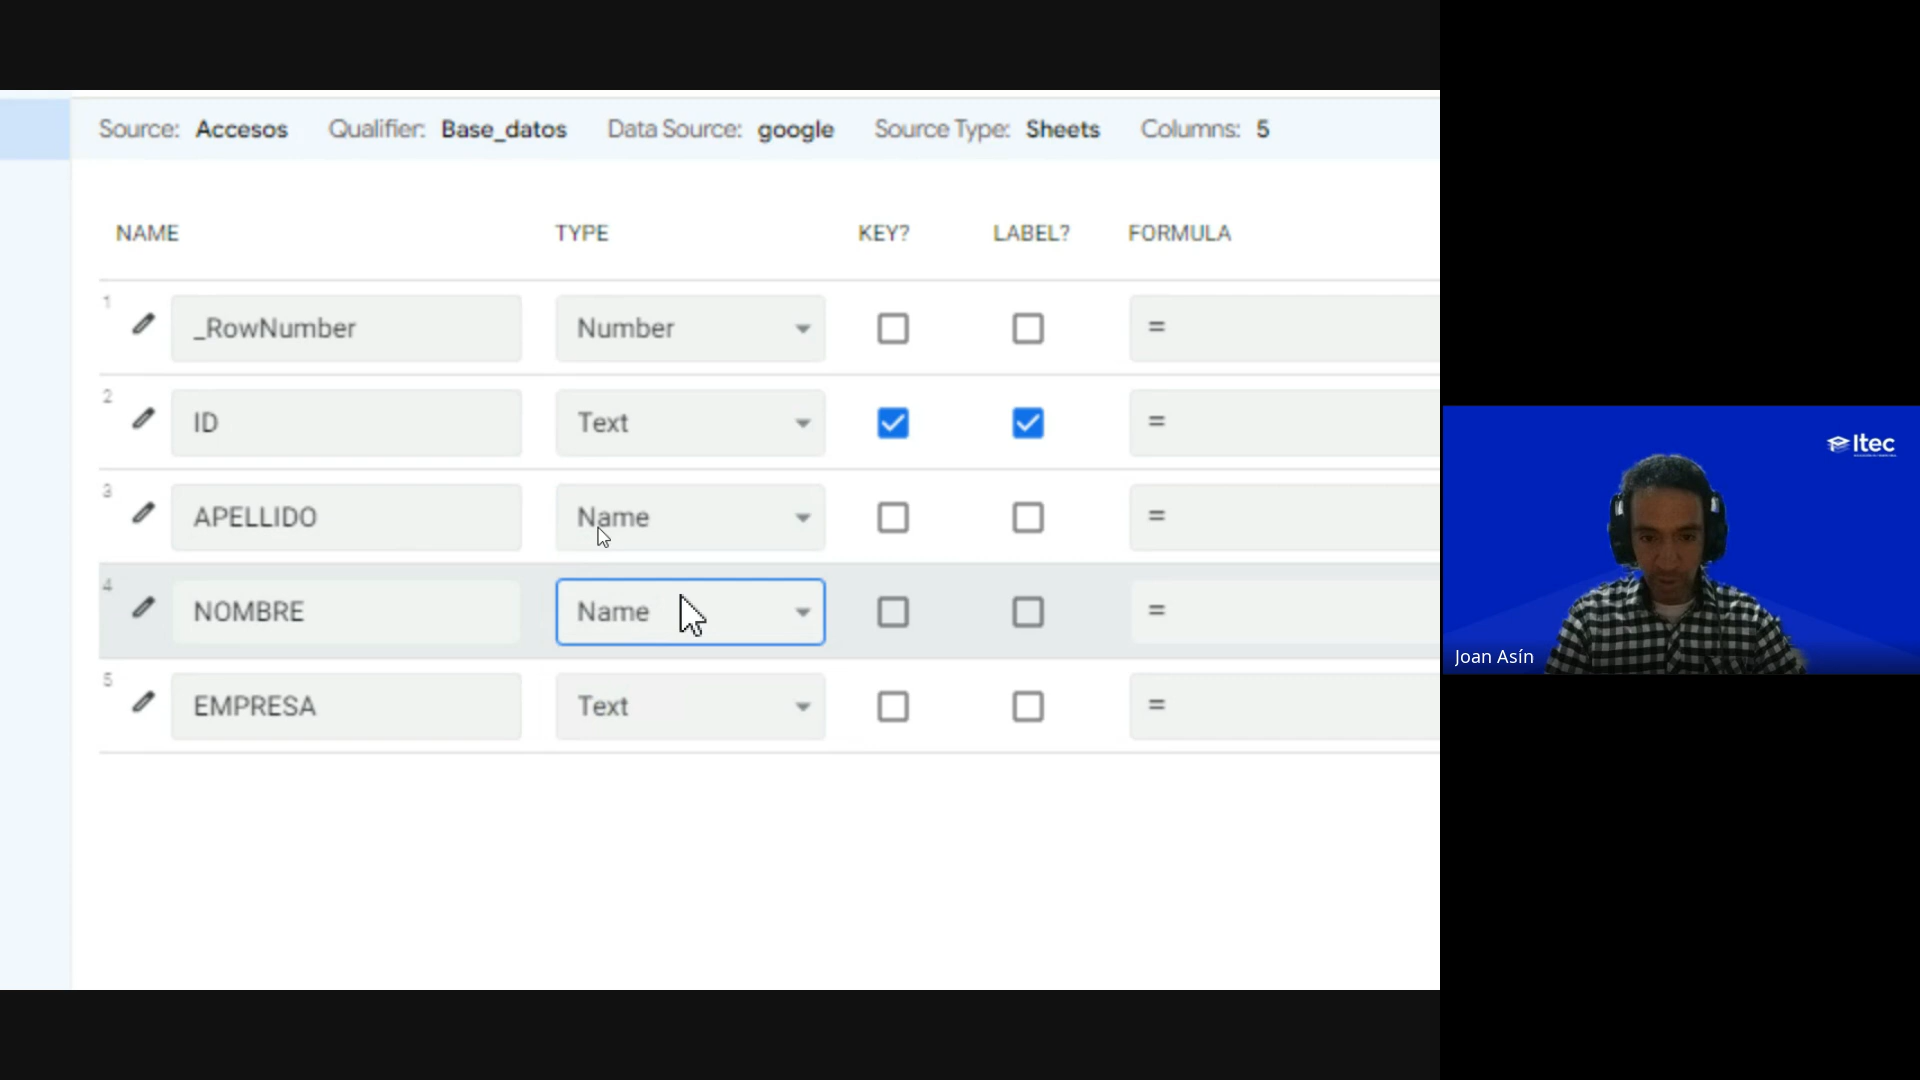 Source: Accesos Qualifier: Base_datos Data Source: google Source Type: Sheets Columns: 5
NAME TYPE KEY? LABEL? FORMULA
1 _RowNumber Number =
2 ID Text =
3 APELLIDO Name =
4 NOMBRE Name =
5 EMPRESA Text =
Itec
Joan Asín